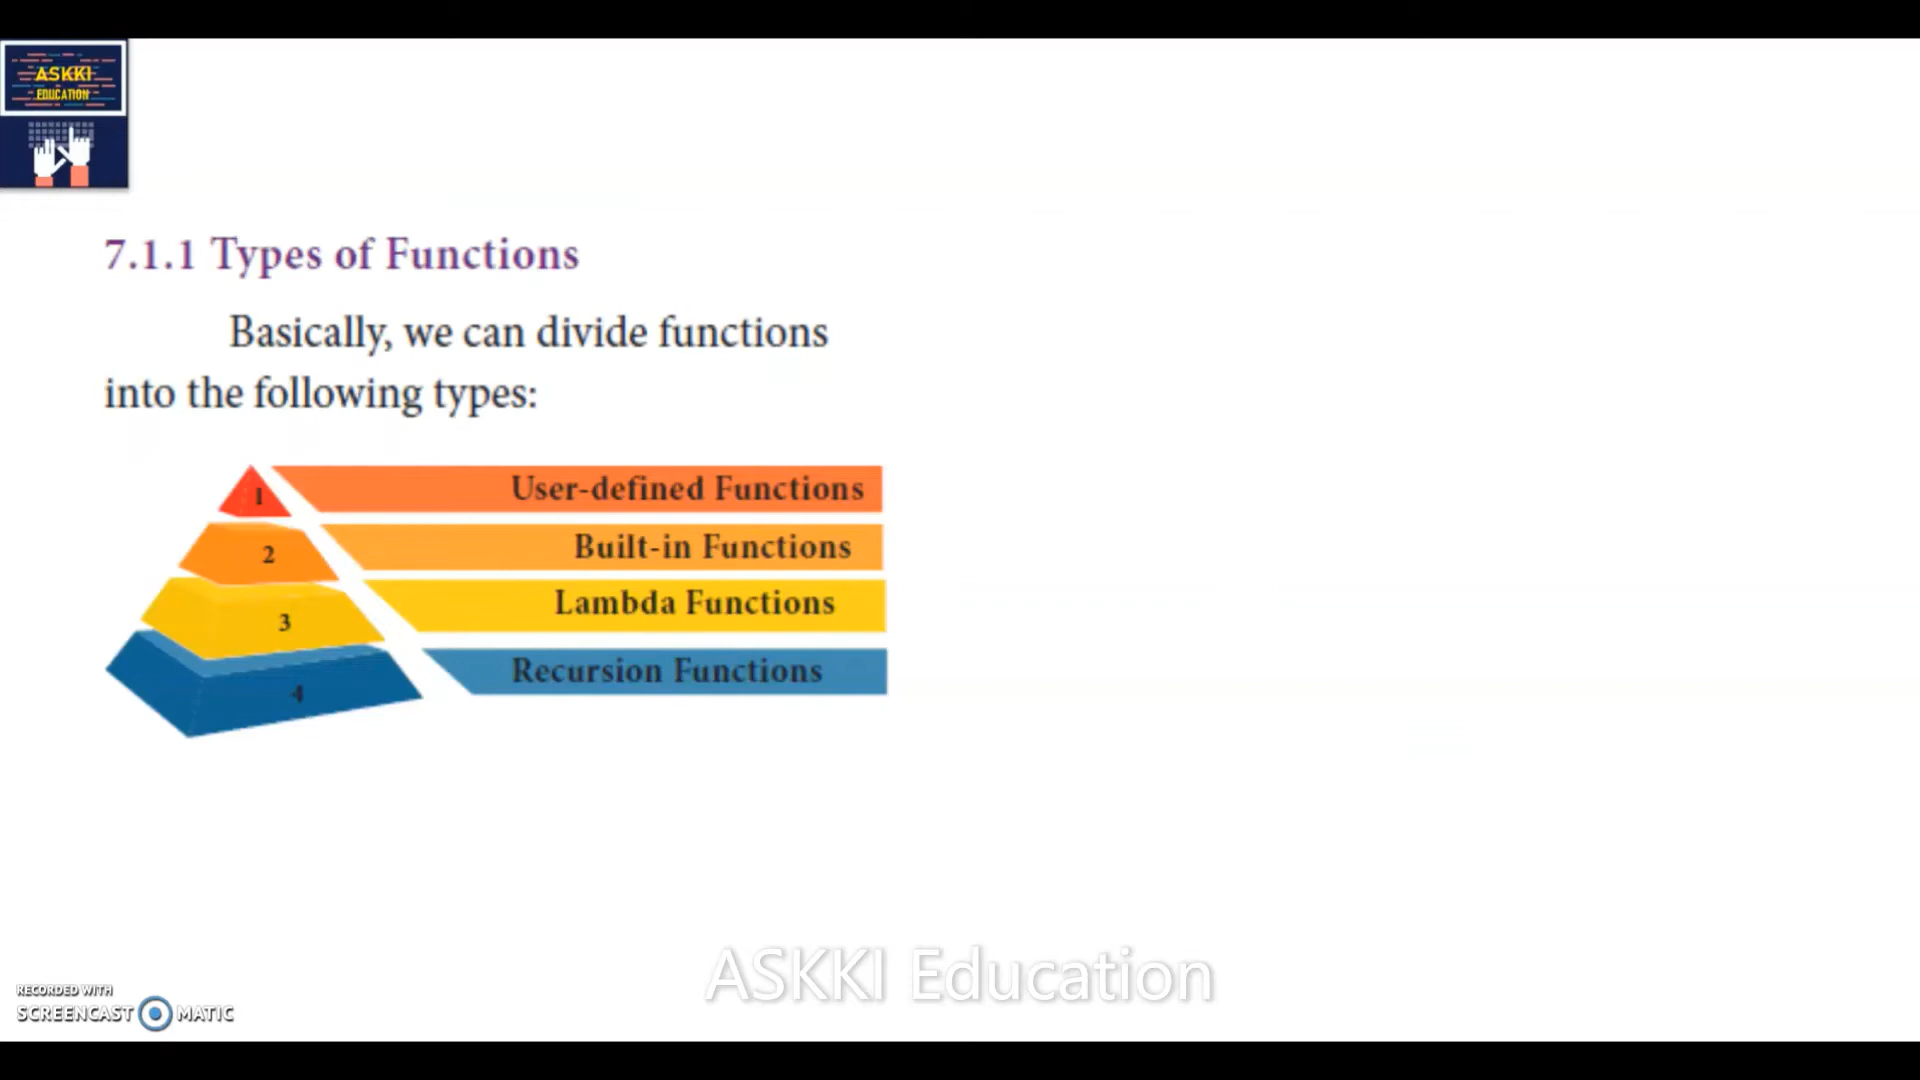 ASKKI
EDUCATION
7.1.1 Types of Functions
Basically, we can divide functions
into the following types:
1 User-defined Functions
2 Built-in Functions
3 Lambda Functions
4 Recursion Functions
ASKKI Education
RECORDED WITH
SCREENCAST MATIC